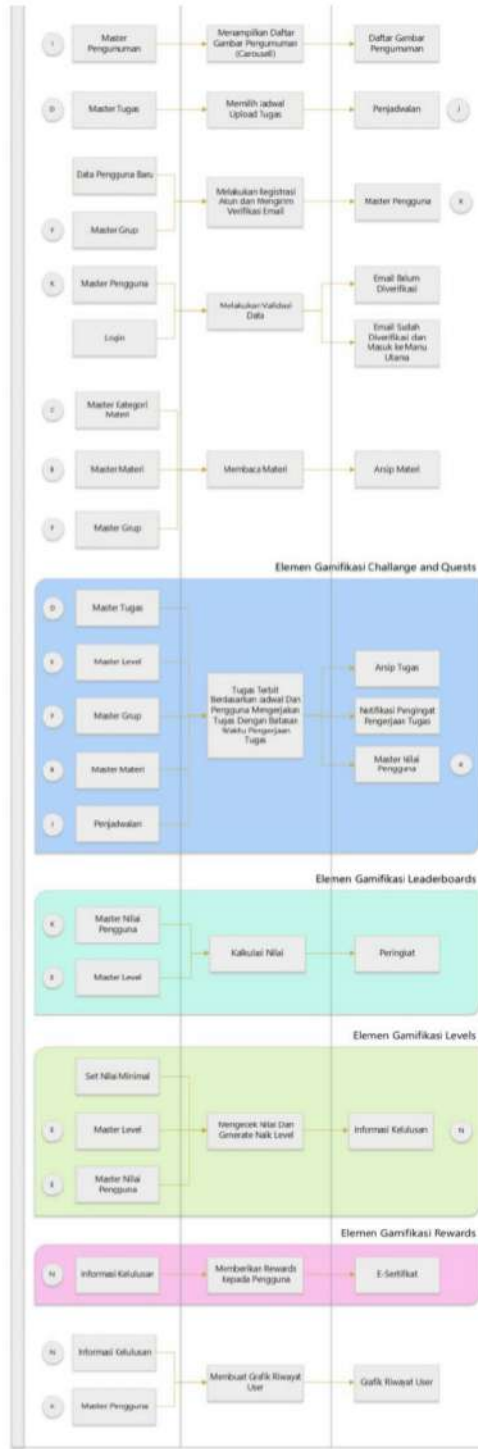 I
Master
Pengumuman
Menampilkan Daftar
Gambar Pengumuman
(Carousell)
Daftar Gambar
Pengumuman
D
Master Tugas
Memilih Jadwal
Upload Tugas
Penjadwalan
J
Data Pengguna Baru
F
Master Grup
Melakukan Registrasi
Akun dan Mengirim
Verifikasi Email
Master Pengguna
K
K
Master Pengguna
Login
Melakukan Validasi
Data
Email Belum
Diverifikasi
Email Sudah
Diverifikasi dan
Masuk ke Manu
Utama
C
Master Kategori
Materi
B
Master Materi
F
Master Grup
Membaca Materi
Arsip Materi
Elemen Gamifikasi Challange and Quests
D
Master Tugas
Master Level
Master Grup
Master Materi
Penjadwalan
Tugas Terbit
Berdasarkan Jadwal Dan
Pengguna Mengerjakan
Tugas Dengan Batasan
Waktu Pengerjaan
Tugas
Arsip Tugas
Notifikasi Pengingat
Pengerjaan Tugas
Master Nilai
Pengguna
Elemen Gamifikasi Leaderboards
K
Master Nilai
Pengguna
Master Level
Kalkulasi Nilai
Peringkat
Elemen Gamifikasi Levels
Set Nilai Minimal
Master Level
Master Nilai
Pengguna
Mengecek Nilai Dan
Generate Naik Level
Informasi Kelulusan
N
Elemen Gamifikasi Rewards
N
Informasi Kelulusan
Memberikan Rewards
kepada Pengguna
E-Sertifikat
N
Informasi Kelulusan
K
Master Pengguna
Membuat Grafik Riwayat
User
Grafik Riwayat User